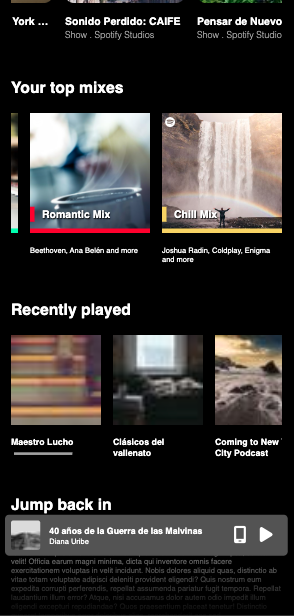 York ...
Sonido Perdido: CAIFE
Pensar de Nuevo
Show . Spotify Studios
Show . Spotify Studio
Your top mixes
Romantic Mix
Chill Mix
Beethoven, Ana Belén and more
Joshua Radin, Coldplay, Enigma
and more
Recently played
Maestro Lucho
Clásicos del
vallenato
Coming to New
City Podcast
Jump back in
40 años de la Guerra de las Malvinas
Diana Uribe
velit! Officia earum magni minima, dicta qui inventore omnis facere
exercitationem voluptas in velit incidunt. Nobis dolores aliquid quas, distinctio ab
vitae totam voluptate adipisci deleniti provident eligendi? Quis nostrum eum
expedita corrupti perferendis, repellat assumenda pariatur fugit tempore. Repellat
laudantium illum error? Atque, nisi accusamus dolor autem odio impedit illum